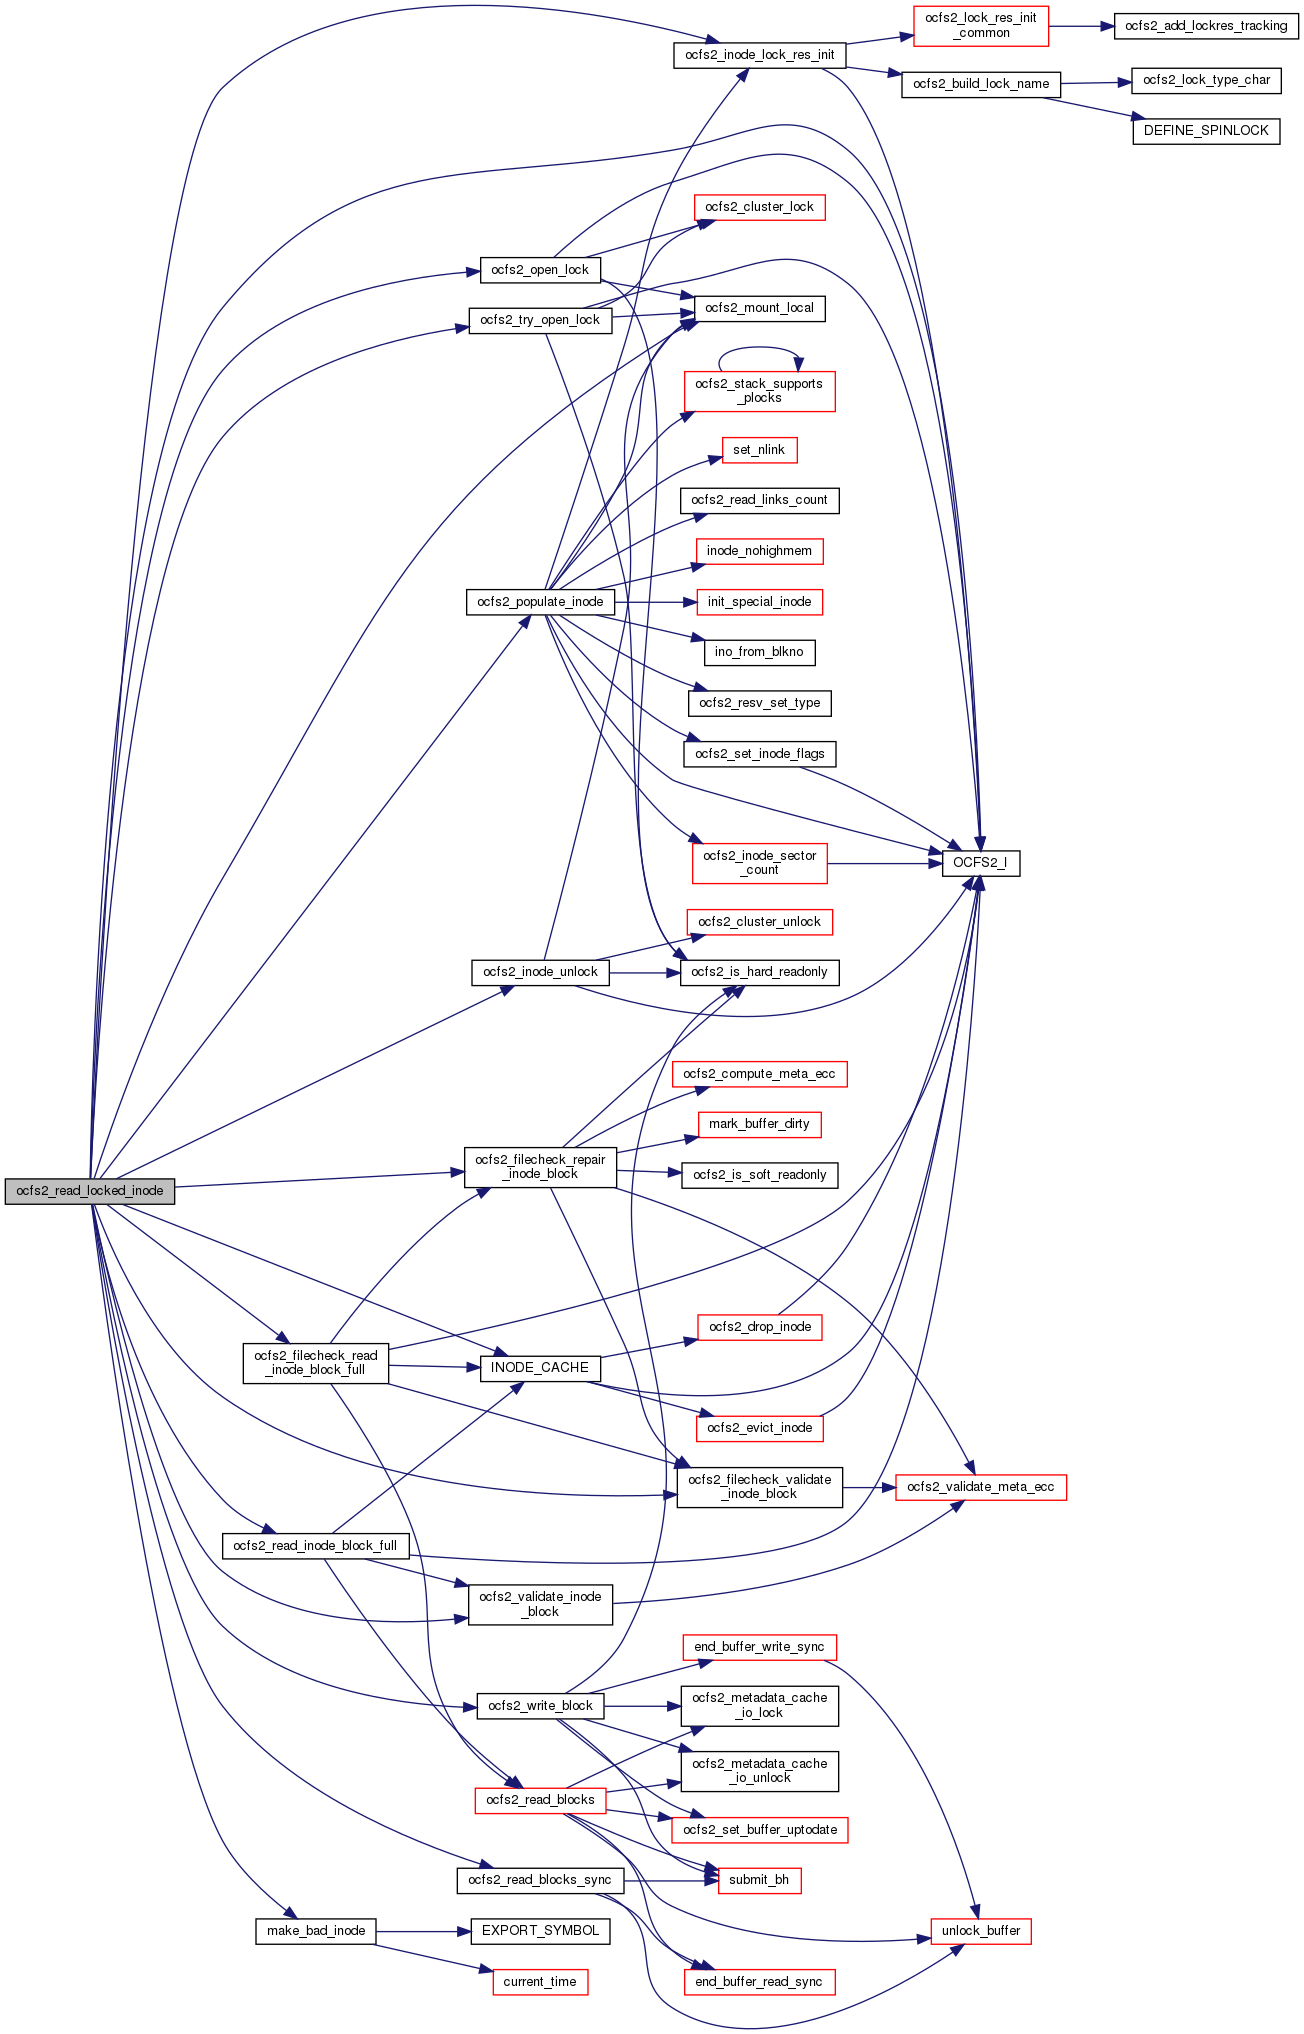 ocfs2_lock_res_init
_common
ocfs2_add_lockres_tracking
ocfs2_inode_lock_res_init
ocfs2_build_lock_name
ocfs2_lock_type_char
DEFINE_SPINLOCK
ocfs2_cluster_lock
ocfs2_open_lock
ocfs2_mount_local
ocfs2_try_open_lock
ocfs2_stack_supports
_plocks
set_nlink
ocfs2_read_links_count
inode_nohighmem
ocfs2_populate_inode
init_special_inode
ino_from_blkno
ocfs2_resv_set_type
ocfs2_set_inode_flags
ocfs2_inode_sector
_count
OCFS2_I
ocfs2_cluster_unlock
ocfs2_inode_unlock
ocfs2_is_hard_readonly
ocfs2_compute_meta_ecc
mark_buffer_dirty
ocfs2_filecheck_repair
_inode_block
ocfs2_is_soft_readonly
ocfs2_read_locked_inode
ocfs2_drop_inode
ocfs2_filecheck_read
_inode_block_full
INODE_CACHE
ocfs2_evict_inode
ocfs2_filecheck_validate
_inode_block
ocfs2_validate_meta_ecc
ocfs2_read_inode_block_full
ocfs2_validate_inode
_block
end_buffer_write_sync
ocfs2_write_block
ocfs2_metadata_cache
_io_lock
ocfs2_metadata_cache
_io_unlock
ocfs2_read_blocks
ocfs2_set_buffer_uptodate
ocfs2_read_blocks_sync
submit_bh
make_bad_inode
EXPORT_SYMBOL
unlock_buffer
current_time
end_buffer_read_sync